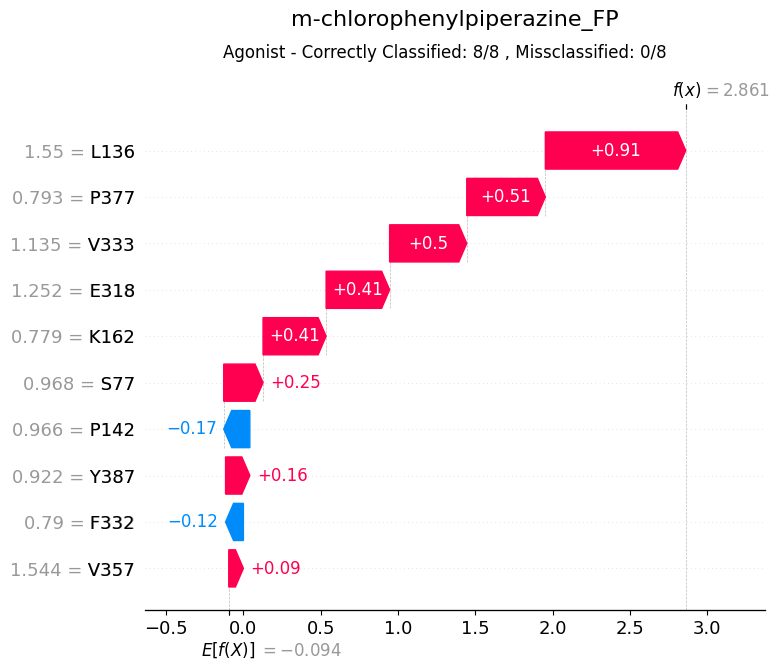 m-chlorophenylpiperazine_FP
Agonist - Correctly Classified: 8/8 , Missclassified: 0/8
f(x) = 2.861
1.55 = L136
+0.91
0.793 = P377
+0.51
1.135 = V333
+0.5
1.252 = E318
+0.41
0.779 = K162
+0.41
0.968 = S77
+0.25
0.966 = P142
−0.17
0.922 = Y387
+0.16
0.79 = F332
−0.12
1.544 = V357
+0.09
−0.5 0.0 0.5 1.0 1.5 2.0 2.5 3.0
E[f(X)] = −0.094